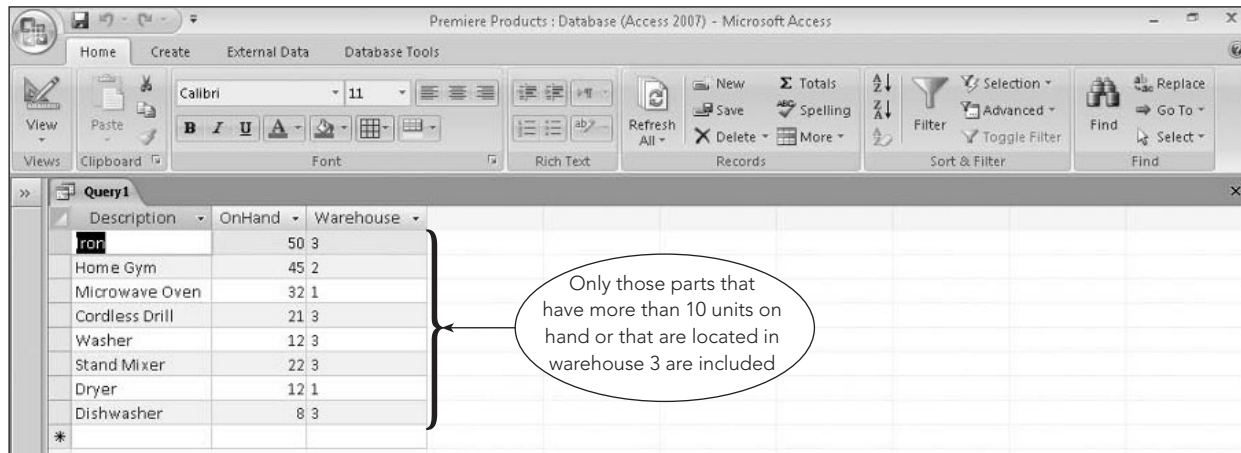 Premiere Products : Database (Access 2007) - Microsoft Access
Home Create External Data Database Tools
View
Paste
Calibri 11
B I U A
ab
Refresh All
New
Save
Delete
Σ Totals
ABC Spelling
More
A Z
Z A
Filter
Selection
Advanced
Toggle Filter
Find
Replace
Go To
Select
Views Clipboard Font Rich Text Records Sort & Filter Find
» Query1 x
Description OnHand Warehouse
Iron 50 3
Home Gym 45 2
Microwave Oven 32 1
Cordless Drill 21 3
Washer 12 3
Stand Mixer 22 3
Dryer 12 1
Dishwasher 8 3
*
Only those parts that
have more than 10 units on
hand or that are located in
warehouse 3 are included